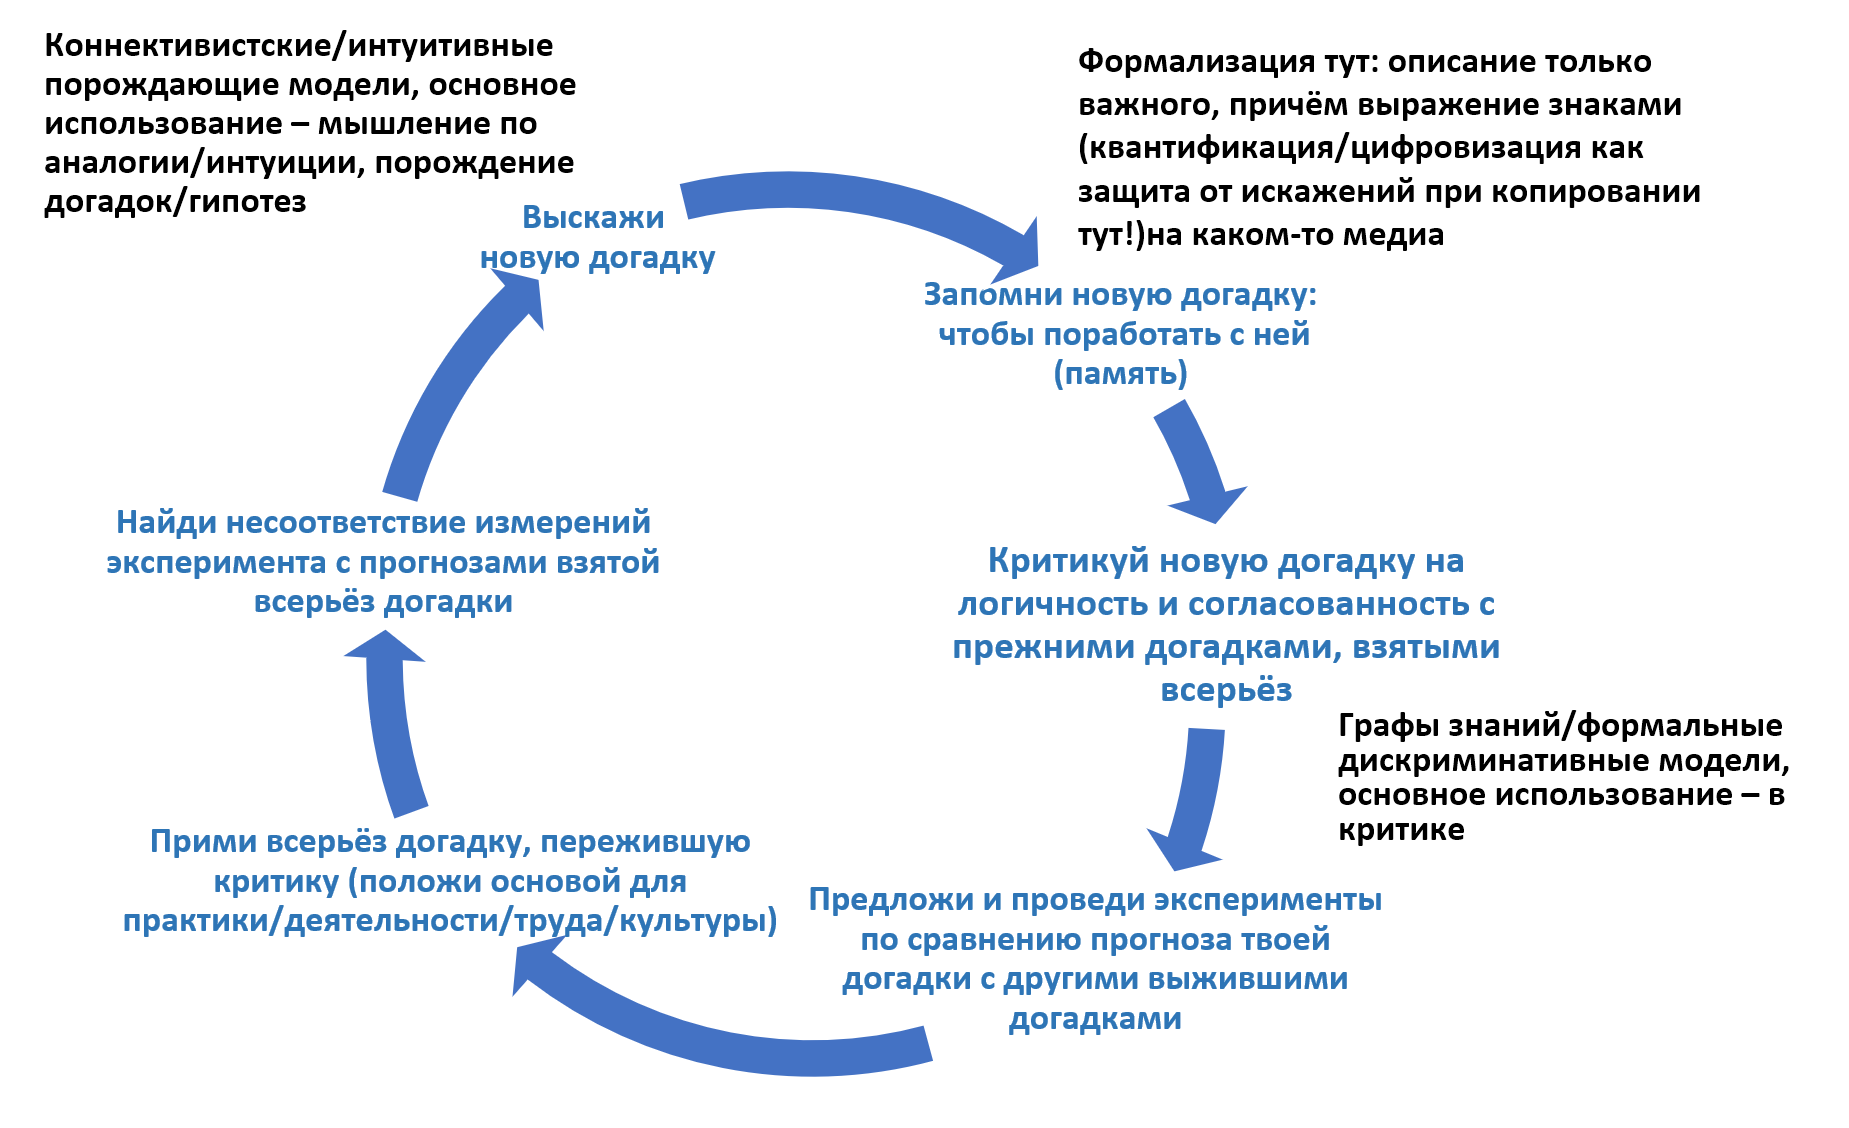 Коннективистские/интуитивные
порождающие модели, основное
использование – мышление по
аналогии/интуиции, порождение
догадок/гипотез
Выскажи
новую догадку
Формализация тут: описание только
важного, причём выражение знаками
(квантификация/цифровизация как
защита от искажений при копировании
тут!)на каком-то медиа
Запомни новую догадку:
чтобы поработать с ней
(память)
Критикуй новую догадку на
логичность и согласованность с
прежними догадками, взятыми
всерьёз
Графы знаний/формальные
дискриминативные модели,
основное использование – в
критике
Предложи и проведи эксперименты
по сравнению прогноза твоей
догадки с другими выжившими
догадками
Прими всерьёз догадку, пережившую
критику (положи основой для
практики/деятельности/труда/культуры)
Найди несоответствие измерений
эксперимента с прогнозами взятой
всерьёз догадки